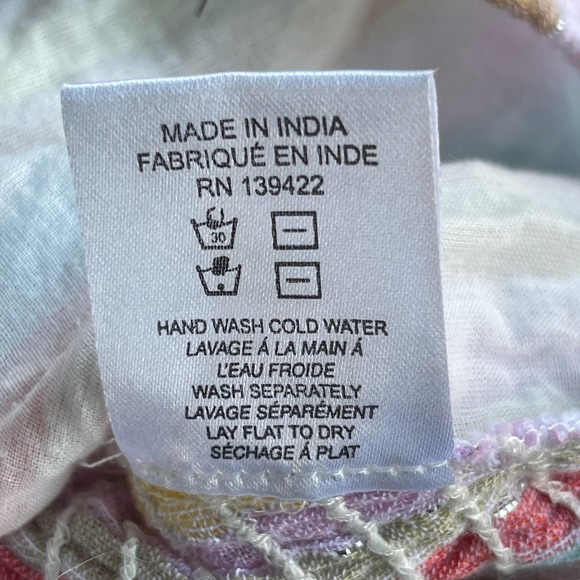 MADE IN INDIA
FABRIQUÉ EN INDE
RN 139422
30
HAND WASH COLD WATER
LAVAGE Á LA MAIN Á
L'EAU FROIDE
WASH SEPARATELY
LAVAGE SÉPARÉMENT
LAY FLAT TO DRY
SÉCHAGE Á PLAT